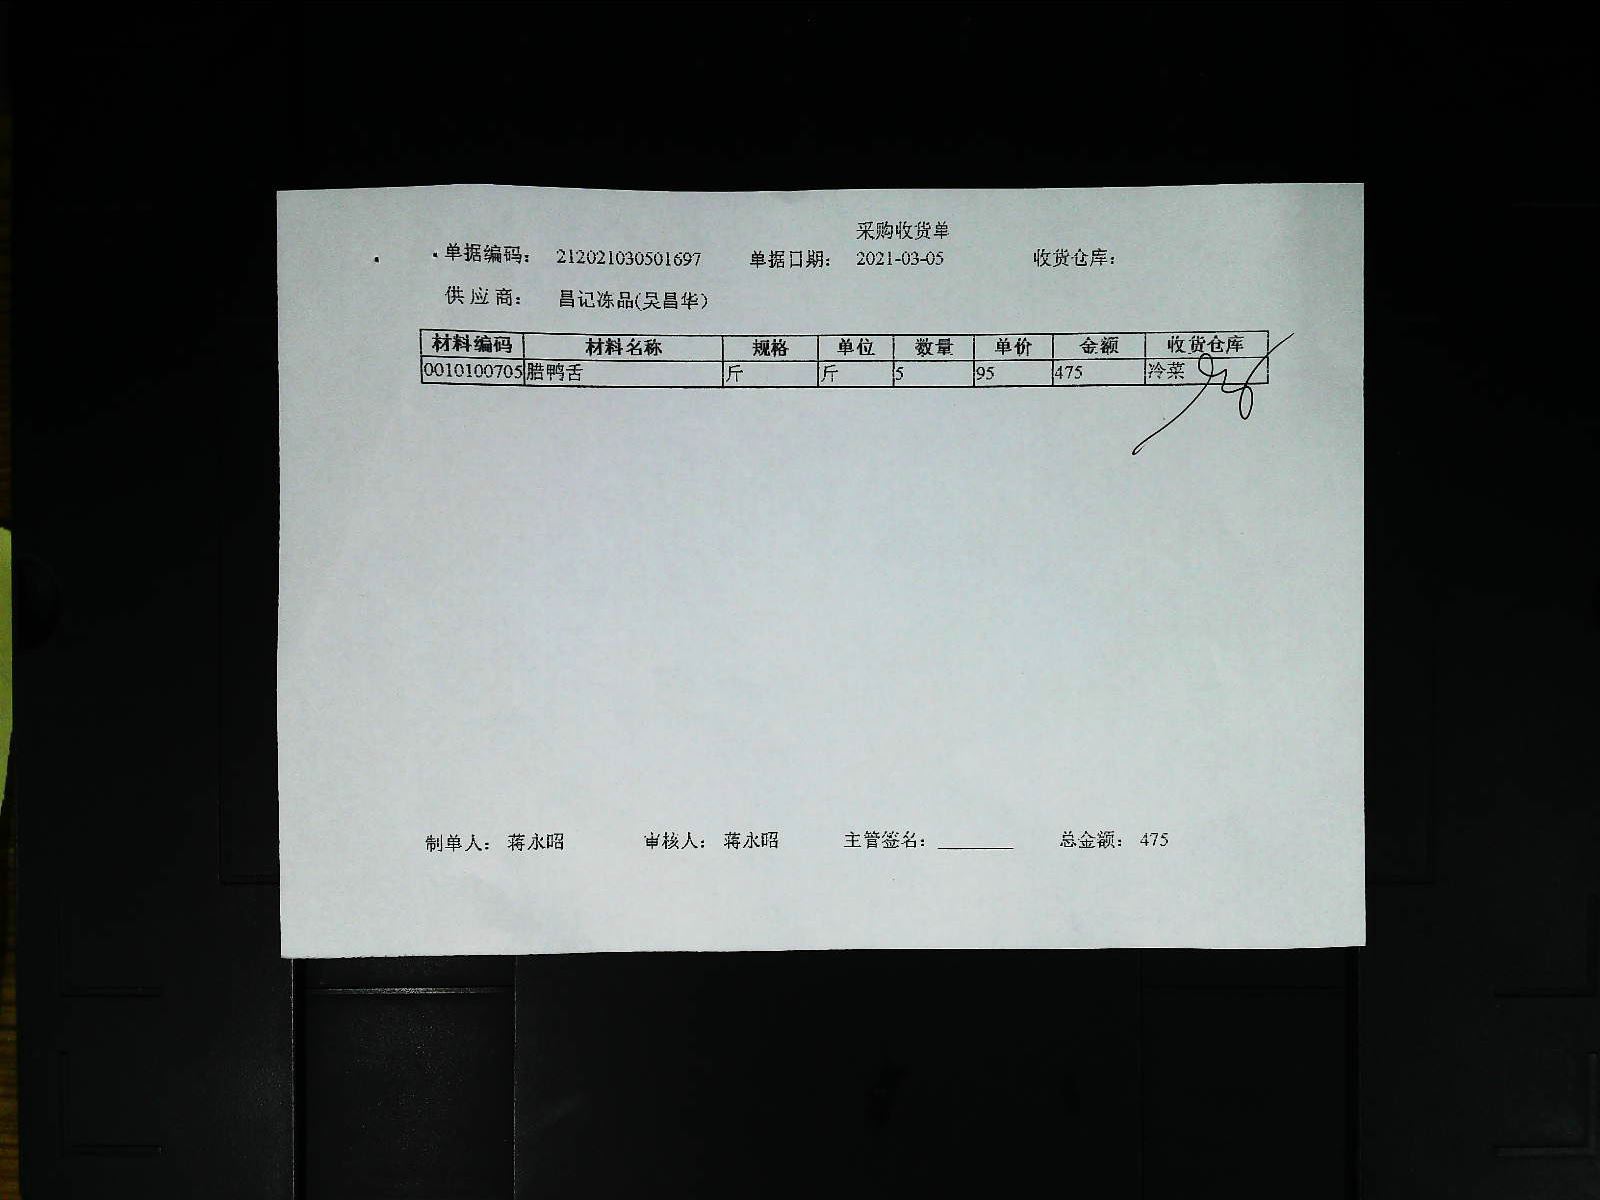 采购收货单
单据编码: 212021030501697 单据日期: 2021-03-05 收货仓库:
供应商: 昌记冻品(吴昌华)
材料编码 材料名称 规格 单位 数量 单价 金额 收货仓库
0010100705 腊鸭舌 斤 斤 5 95 475 冷菜
制单人: 蒋永昭 审核人: 蒋永昭 主管签名: 总金额: 475